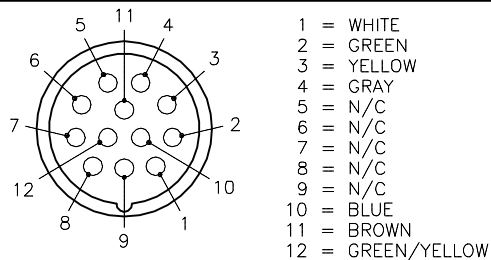 11
5
4
6
3
7
2
12
10
8
1
9
1 = WHITE
2 = GREEN
3 = YELLOW
4 = GRAY
5 = N/C
6 = N/C
7 = N/C
8 = N/C
9 = N/C
10 = BLUE
11 = BROWN
12 = GREEN/YELLOW